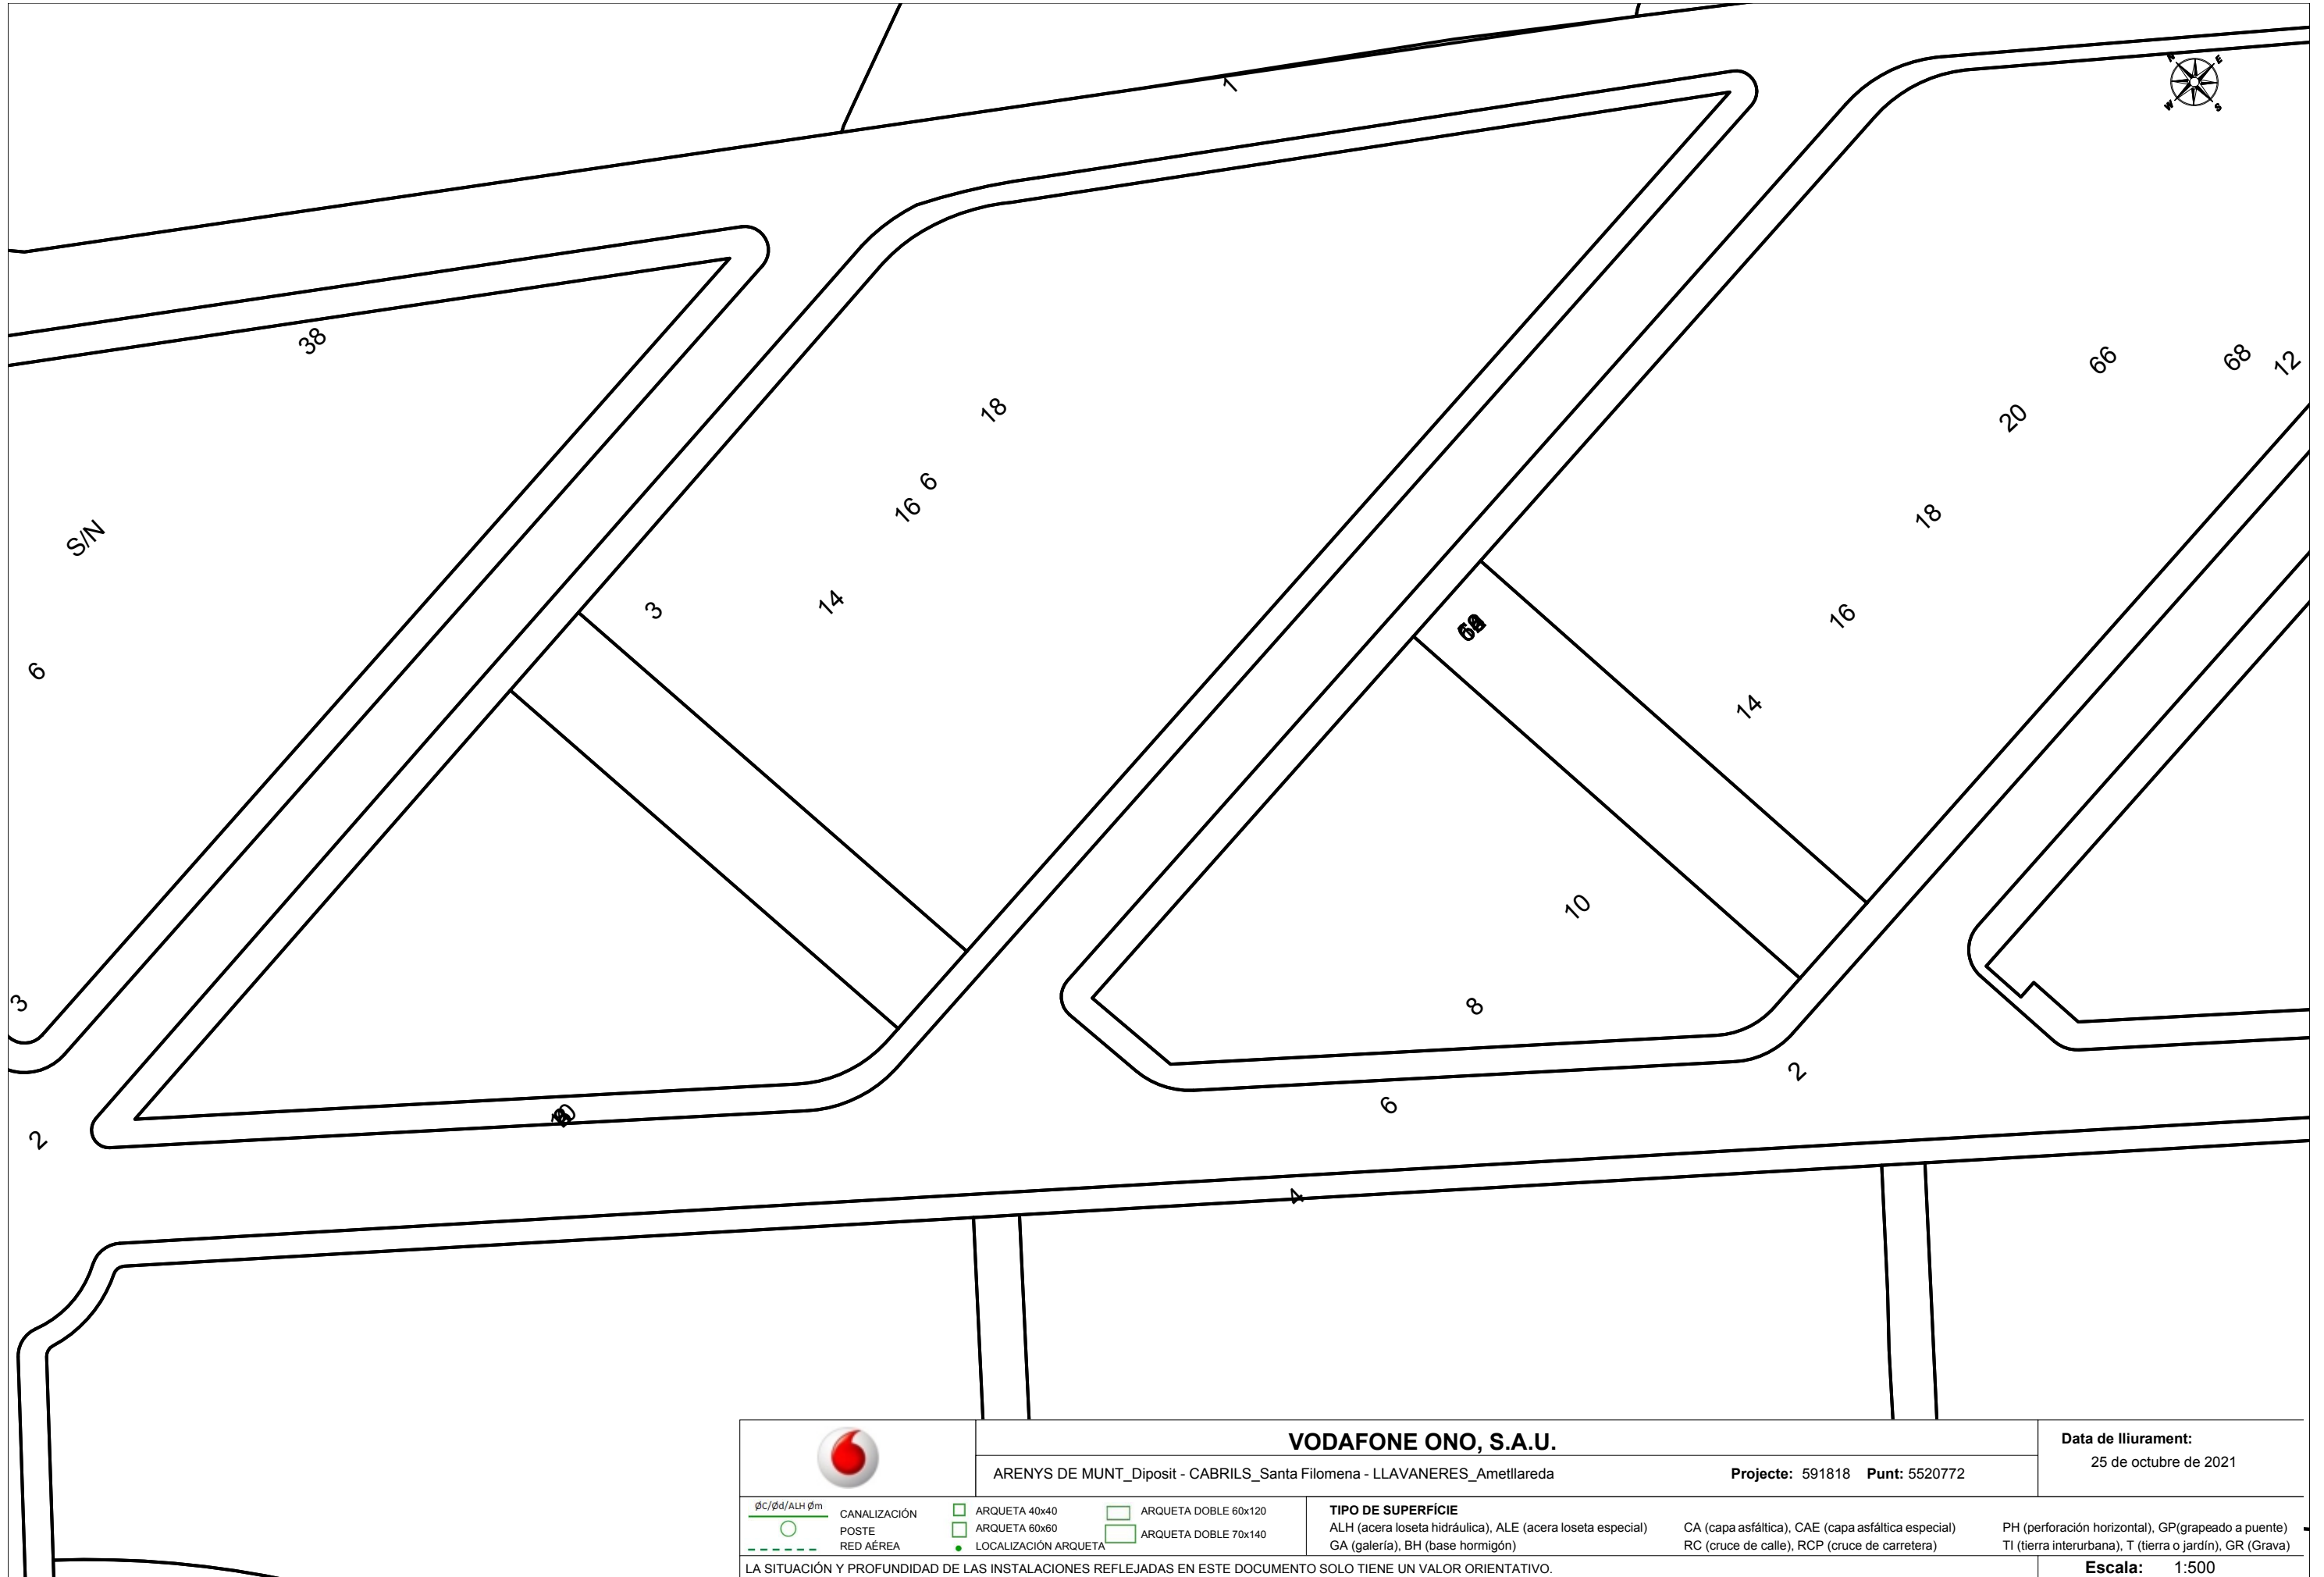 1
N
E
W
S
38
66
68
12
18
20
6
16
18
S/N
3
14
16
6
14
10
3
8
2
6
2
4
VODAFONE ONO, S.A.U.
ARENYS DE MUNT_Diposit - CABRILS_Santa Filomena - LLAVANERES_Ametllareda
Projecte: 591818 Punt: 5520772
Data de lliurament:
25 de octubre de 2021
ØC/Ød/ALH Øm
CANALIZACIÓN
POSTE
RED AÉREA
ARQUETA 40x40
ARQUETA 60x60
LOCALIZACIÓN ARQUETA
ARQUETA DOBLE 60x120
ARQUETA DOBLE 70x140
TIPO DE SUPERFÍCIE
ALH (acera loseta hidráulica), ALE (acera loseta especial)
GA (galería), BH (base hormigón)
CA (capa asfáltica), CAE (capa asfáltica especial)
RC (cruce de calle), RCP (cruce de carretera)
PH (perforación horizontal), GP(grapeado a puente)
TI (tierra interurbana), T (tierra o jardín), GR (Grava)
LA SITUACIÓN Y PROFUNDIDAD DE LAS INSTALACIONES REFLEJADAS EN ESTE DOCUMENTO SOLO TIENE UN VALOR ORIENTATIVO.
Escala: 1:500